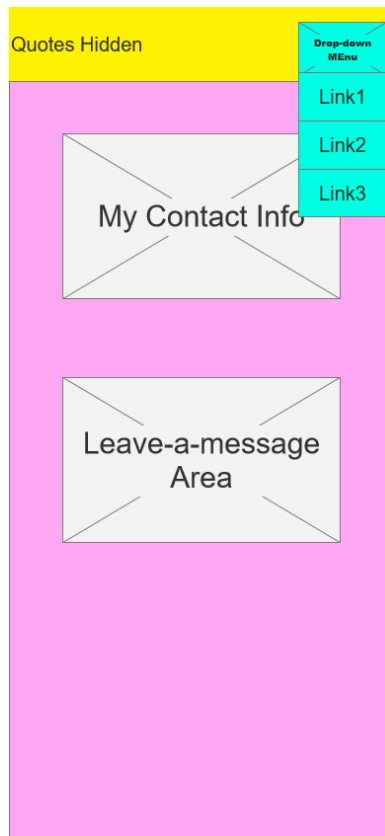 Quotes Hidden
Drop-down
MEnu
Link1
Link2
Link3
My Contact Info
Leave-a-message
Area